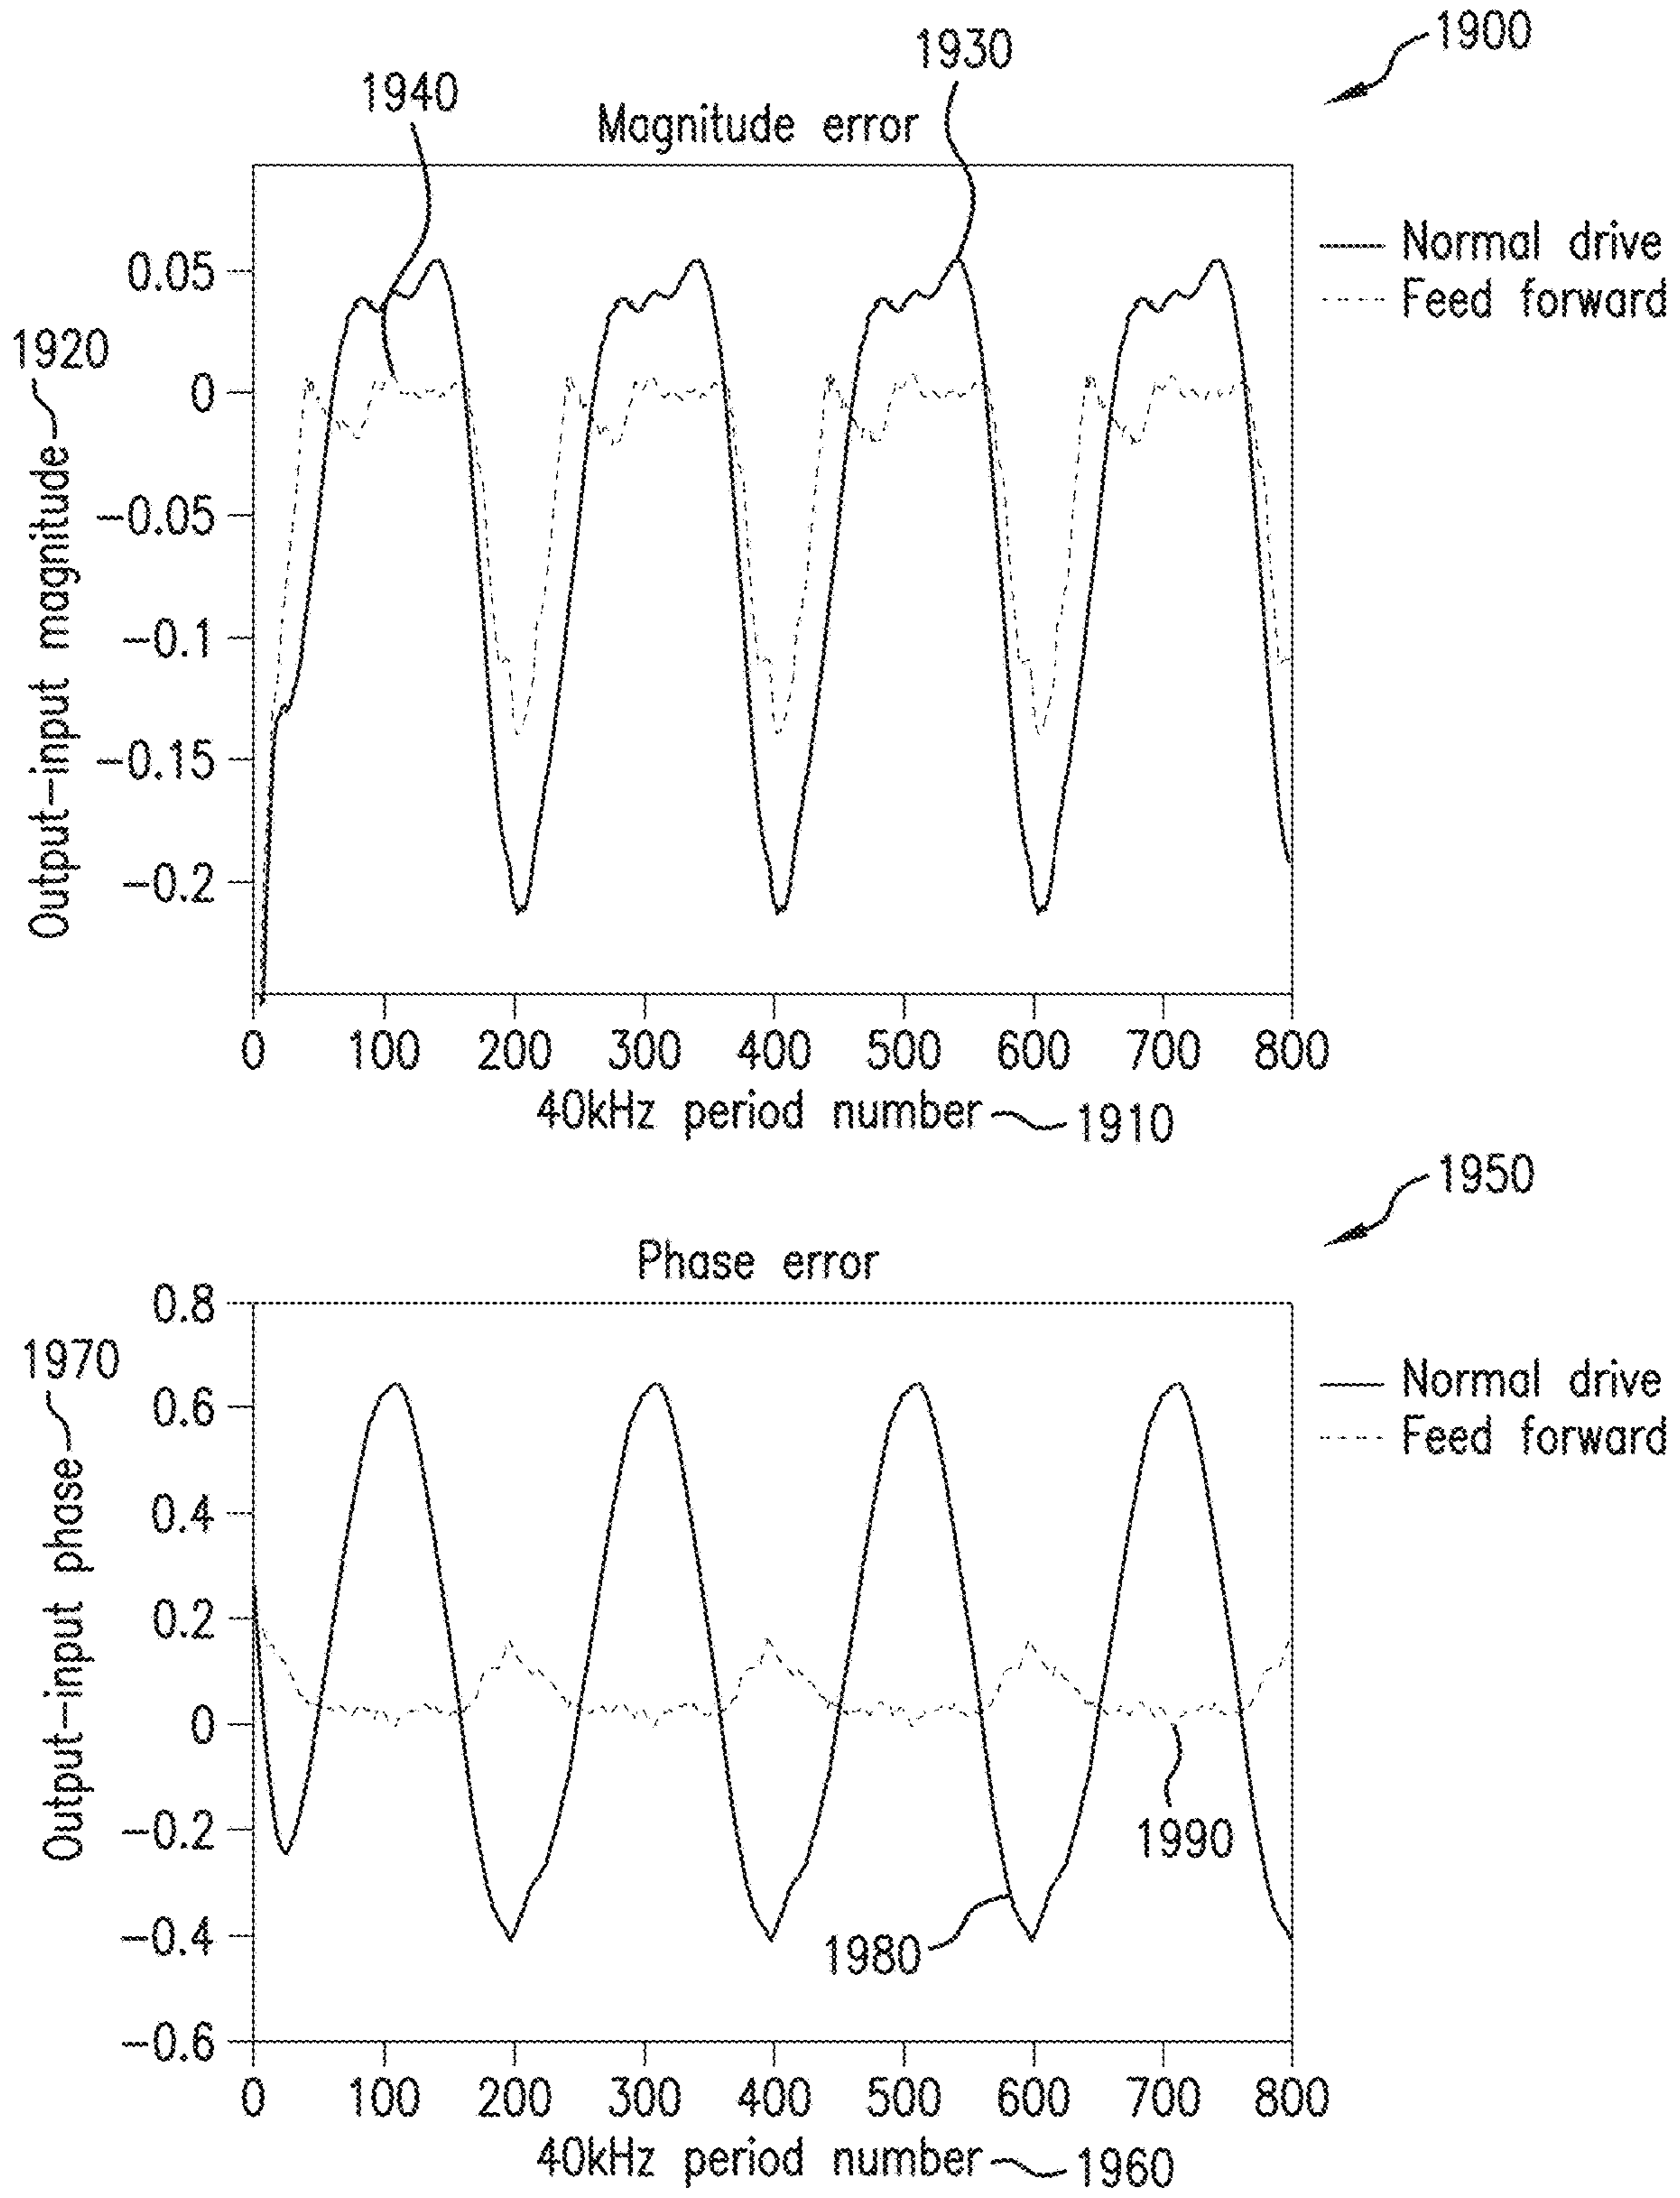 1900
1930
1940
Magnitude error
Normal drive
Feed forward
1920
Output-input magnitude
0.05
0
-0.05
-0.1
-0.15
-0.2
0 100 200 300 400 500 600 700 800
40kHz period number 1910
1950
Phase error
Normal drive
Feed forward
1970
Output-input phase
0.8
0.6
0.4
0.2
0
-0.2
-0.4
-0.6
1990
1980
0 100 200 300 400 500 600 700 800
40kHz period number 1960